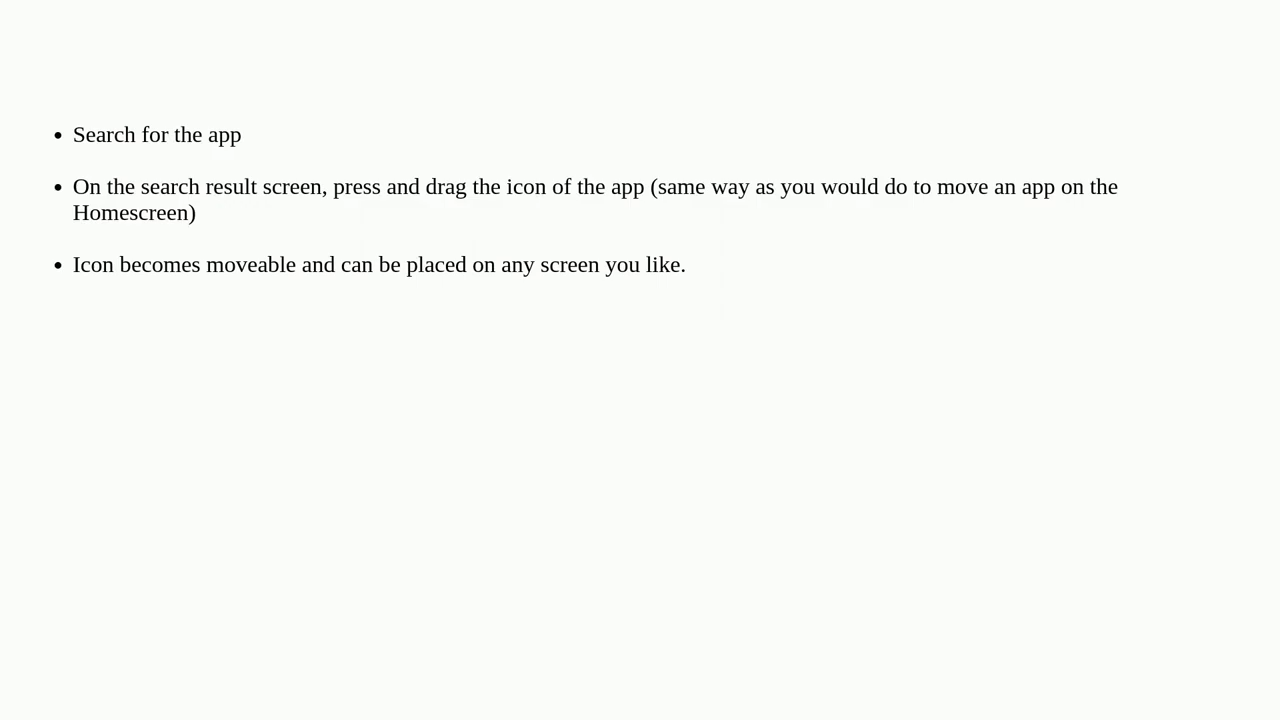 • Search for the app
• On the search result screen, press and drag the icon of the app (same way as you would do to move an app on the
Homescreen)
• Icon becomes moveable and can be placed on any screen you like.